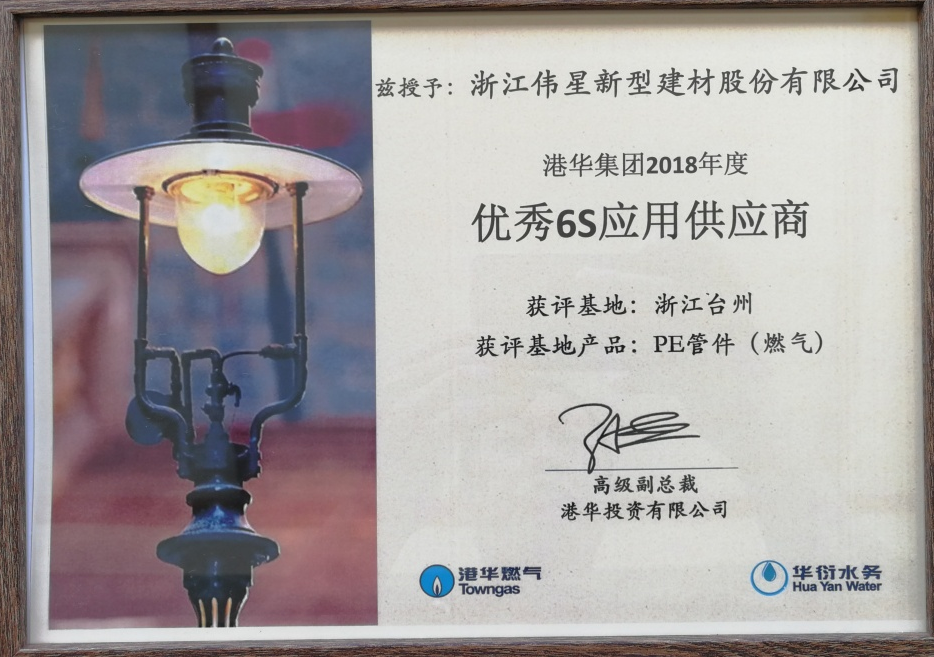 兹授予：浙江伟星新型建材股份有限公司
港华集团2018年度
优秀6S应用供应商
获评基地：浙江台州
获评基地产品：PE管件（燃气）
高级副总裁
港华投资有限公司
港华燃气
Towngas
华衍水务
Hua Yan Water